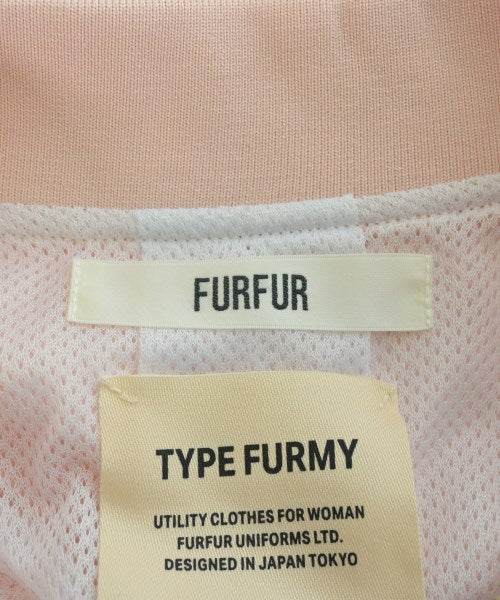 FURFUR
TYPE FURMY
UTILITY CLOTHES FOR WOMAN
FURFUR UNIFORMS LTD.
DESIGNED IN JAPAN TOKYO